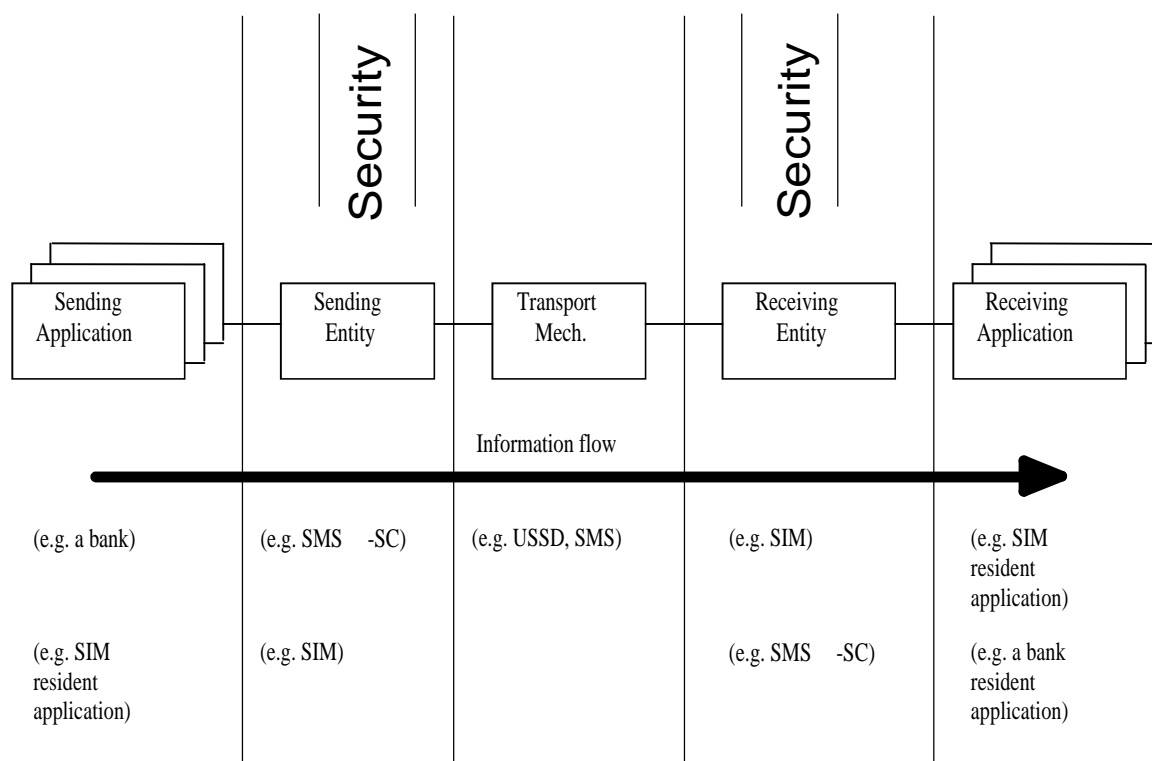 Security
Security
Sending
Application
Sending
Entity
Transport
Mech.
Receiving
Entity
Receiving
Application
Information flow
(e.g. a bank)
(e.g. SMS -SC)
(e.g. USSD, SMS)
(e.g. SIM)
(e.g. SIM
resident
application)
(e.g. SIM
resident
application)
(e.g. SIM)
(e.g. SMS -SC)
(e.g. a bank
resident
application)